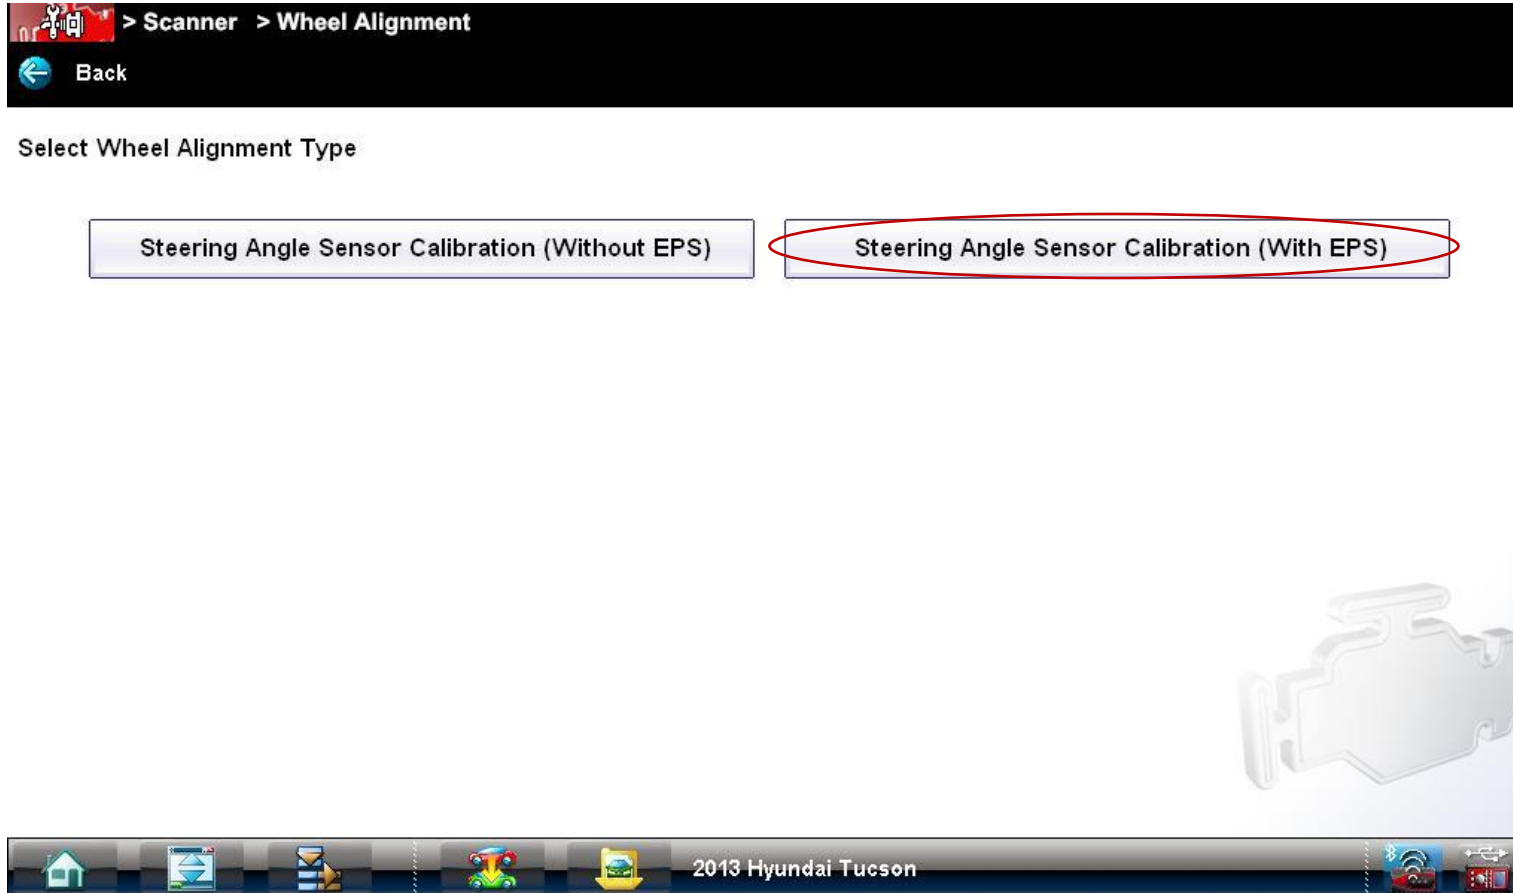 > Scanner > Wheel Alignment
Back
Select Wheel Alignment Type
Steering Angle Sensor Calibration (Without EPS)
Steering Angle Sensor Calibration (With EPS)
2013 Hyundai Tucson